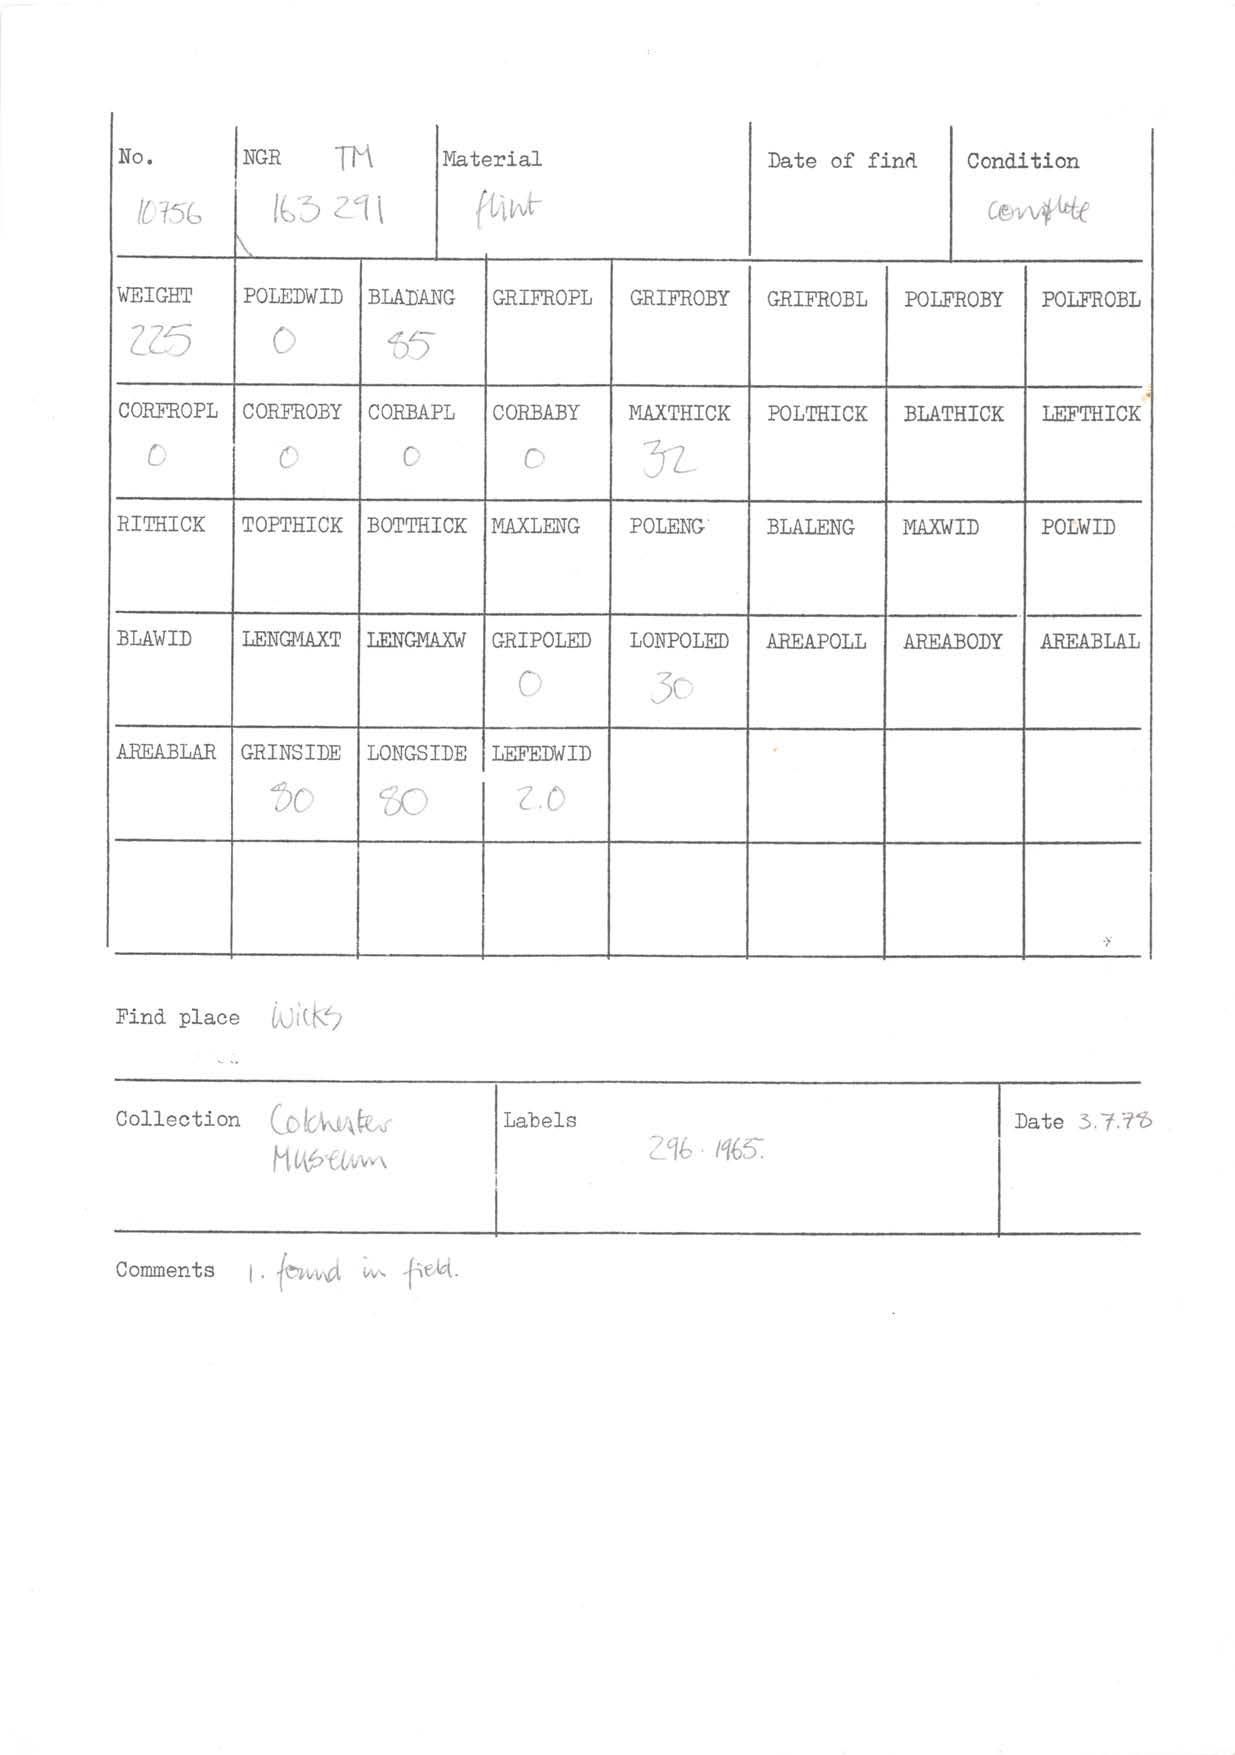 No. NGR TM Material Date of find Condition
10756 163 291 flint complete
WEIGHT POLEDWID BLADANG GRIFROPL GRIFROBY GRIFROBL POLFROBY POLFROBL
225 0 85
CORFROPL CORFROBY CORBAPL CORBABY MAXTHICK POLTHICK BLATHICK LEFTHICK
0 0 0 0 32
RITHICK TOPTHICK BOTTHICK MAXLENG POLENG BLALENG MAXWID POLWID
BLAWID LENGMAXT LENGMAXW GRIPOLED LONPOLED AREAPOLL AREABODY AREABLAL
0 30
AREABLAR GRINSIDE LONGSIDE LEFEDWID
80 80 2.0
Find place Wicks
Collection Colchester Labels Date 3.7.78
Museum 296.1965.
Comments 1. found in field.